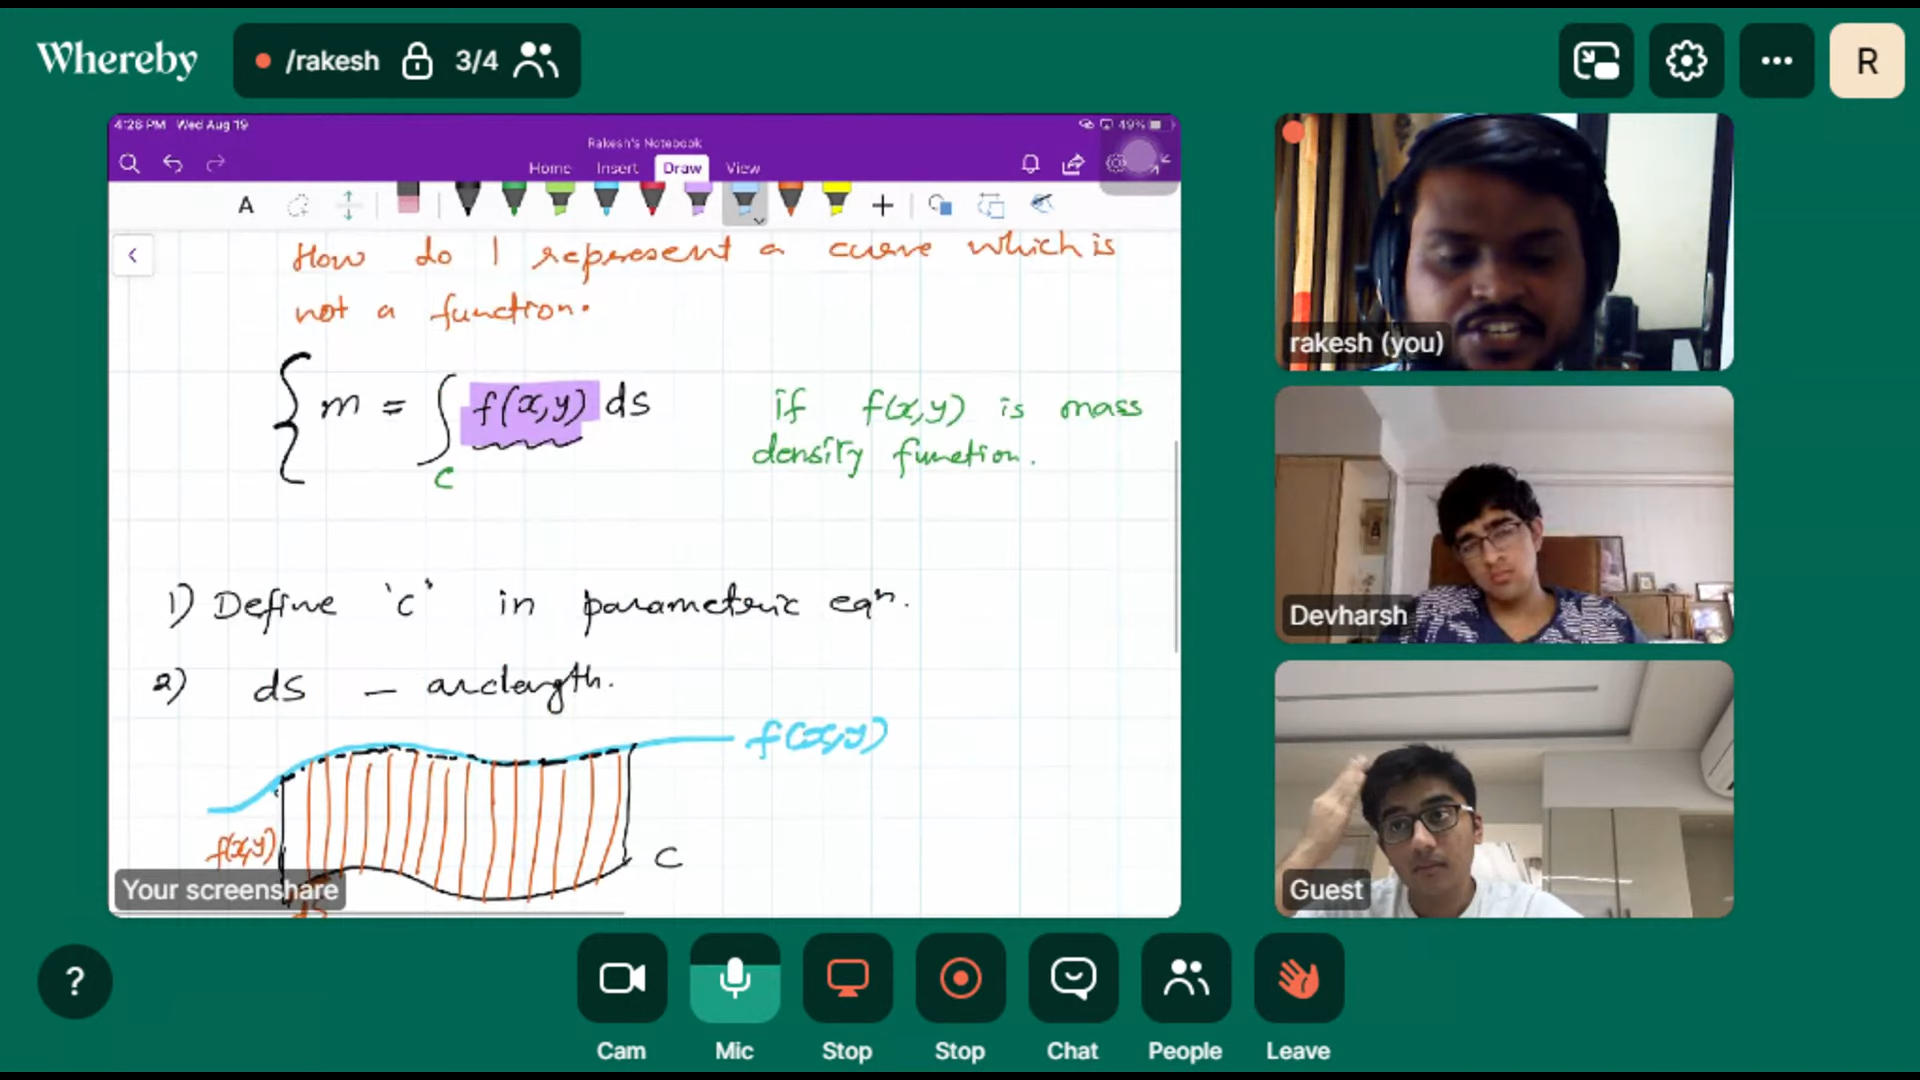 Whereby
/rakesh 3/4
R
4:28 PM Wed Aug 19
49%
Rakesh's Notebook
Home Insert Draw View
A
How do I represent a curve which is
not a function.
m = ∫ f(x,y) ds
C
if f(x,y) is mass
density function.
1) Define 'c' in parametric eqn.
2) ds – arclength.
f(x,y)
f(x,y)
C
ds
Your screenshare
rakesh (you)
Devharsh
Guest
?
Cam Mic Stop Stop Chat People Leave